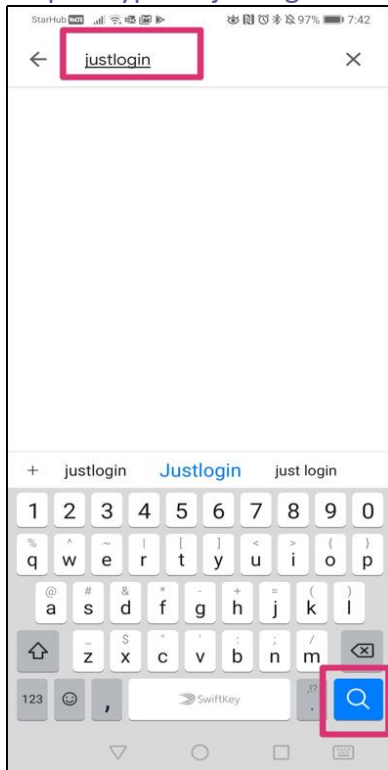 StarHub 97% 7:42
justlogin
+ justlogin Justlogin just login
1 2 3 4 5 6 7 8 9 0
% ^ ~ | [ ] < > { }
q w e r t y u i o p
@ # & * - + = ( )
a s d f g h j k l
_ $ " ' : ; /
z x c v b n m
123 , SwiftKey ,!? .